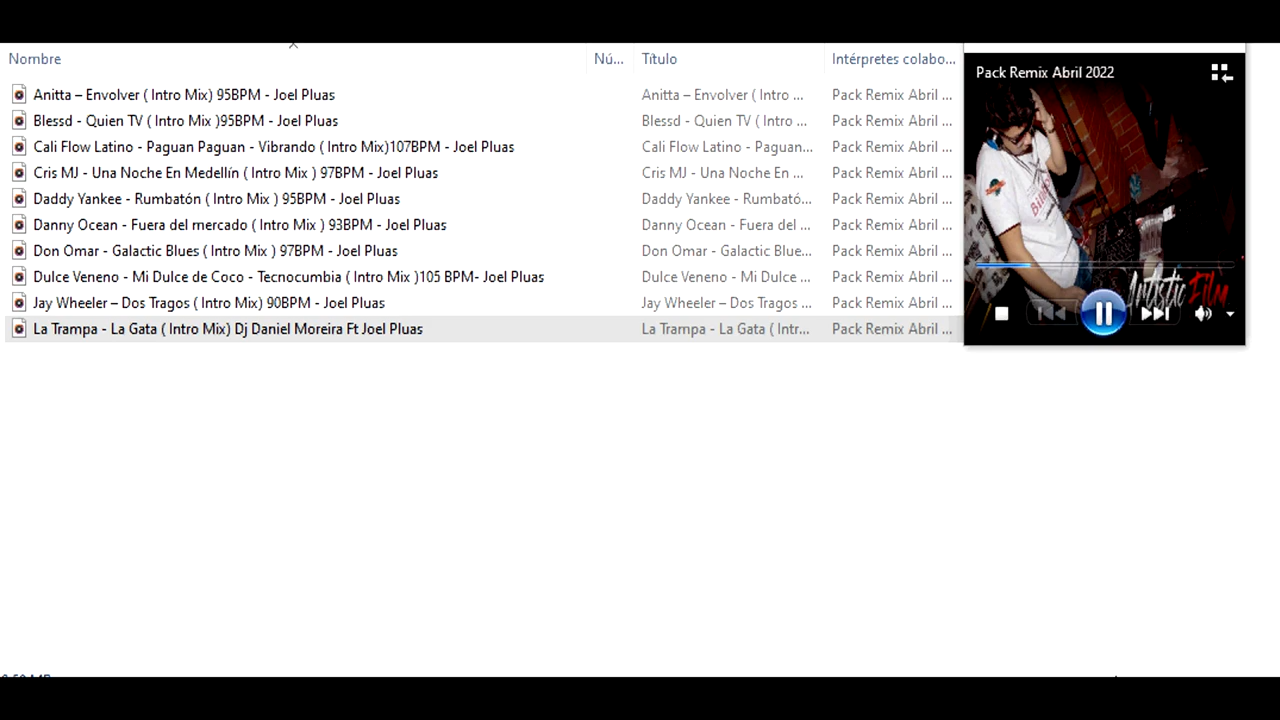 Nombre Nú... Título Intérpretes colabo...
Anitta – Envolver ( Intro Mix) 95BPM - Joel Pluas Anitta – Envolver ( Intro ... Pack Remix Abril ...
Blessd - Quien TV ( Intro Mix )95BPM - Joel Pluas Blessd - Quien TV ( Intro ... Pack Remix Abril ...
Cali Flow Latino - Paguan Paguan - Vibrando ( Intro Mix)107BPM - Joel Pluas Cali Flow Latino - Paguan... Pack Remix Abril ...
Cris MJ - Una Noche En Medellín ( Intro Mix ) 97BPM - Joel Pluas Cris MJ - Una Noche En ... Pack Remix Abril ...
Daddy Yankee - Rumbatón ( Intro Mix ) 95BPM - Joel Pluas Daddy Yankee - Rumbató... Pack Remix Abril ...
Danny Ocean - Fuera del mercado ( Intro Mix ) 93BPM - Joel Pluas Danny Ocean - Fuera del ... Pack Remix Abril ...
Don Omar - Galactic Blues ( Intro Mix ) 97BPM - Joel Pluas Don Omar - Galactic Blue... Pack Remix Abril ...
Dulce Veneno - Mi Dulce de Coco - Tecnocumbia ( Intro Mix )105 BPM- Joel Pluas Dulce Veneno - Mi Dulce ... Pack Remix Abril ...
Jay Wheeler – Dos Tragos ( Intro Mix) 90BPM - Joel Pluas Jay Wheeler – Dos Tragos ... Pack Remix Abril ...
La Trampa - La Gata ( Intro Mix) Dj Daniel Moreira Ft Joel Pluas La Trampa - La Gata ( Intr... Pack Remix Abril ...
Pack Remix Abril 2022
Artistic Film